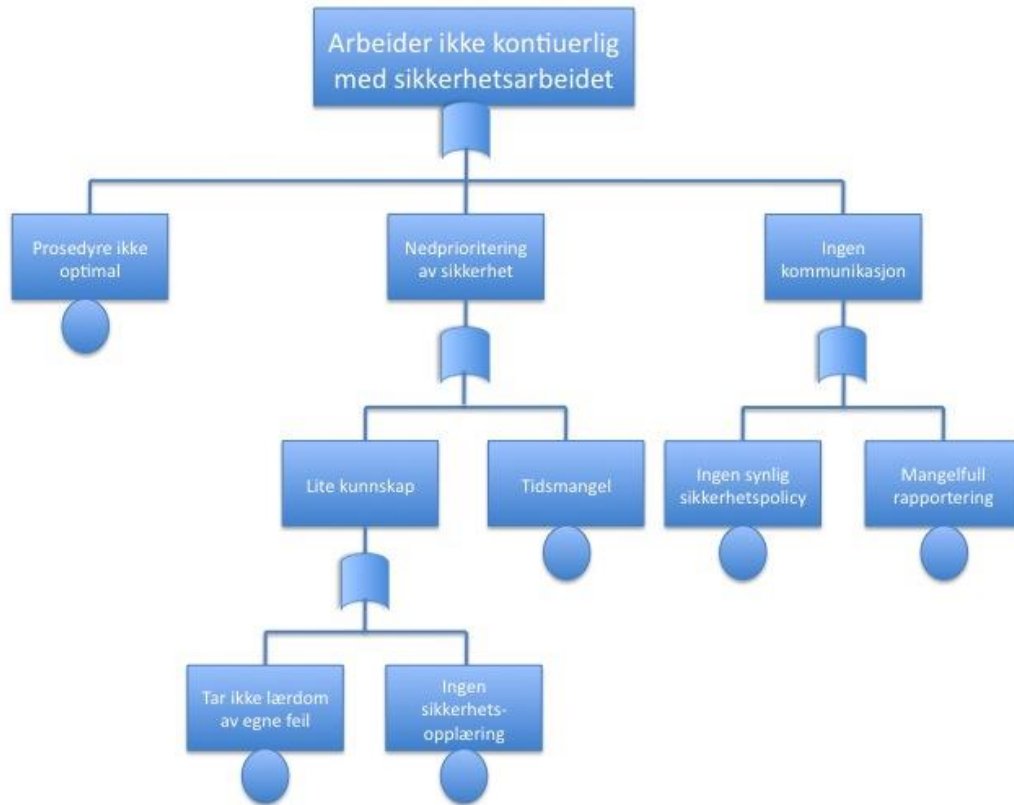 Arbeider ikke kontiuerlig
med sikkerhetsarbeidet
Prosedyre ikke
optimal
Nedprioritering
av sikkerhet
Ingen
kommunikasjon
Lite kunnskap
Tidsmangel
Ingen synlig
sikkerhetspolicy
Mangelfull
rapportering
Tar ikke lærdom
av egne feil
Ingen
sikkerhets-
opplæring